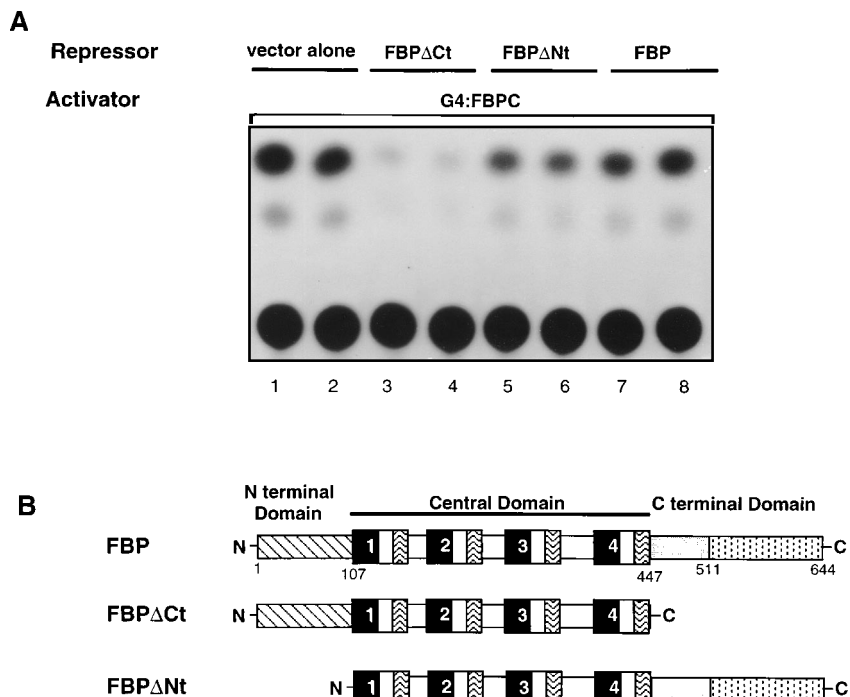 A
Repressor vector alone FBPΔCt FBPΔNt FBP
Activator G4:FBPC
1 2 3 4 5 6 7 8
B
N terminal Domain Central Domain C terminal Domain
FBP N 1 2 3 4 C
1 107 447 511 644
FBPΔCt N 1 2 3 4 C
FBPΔNt N 1 2 3 4 C